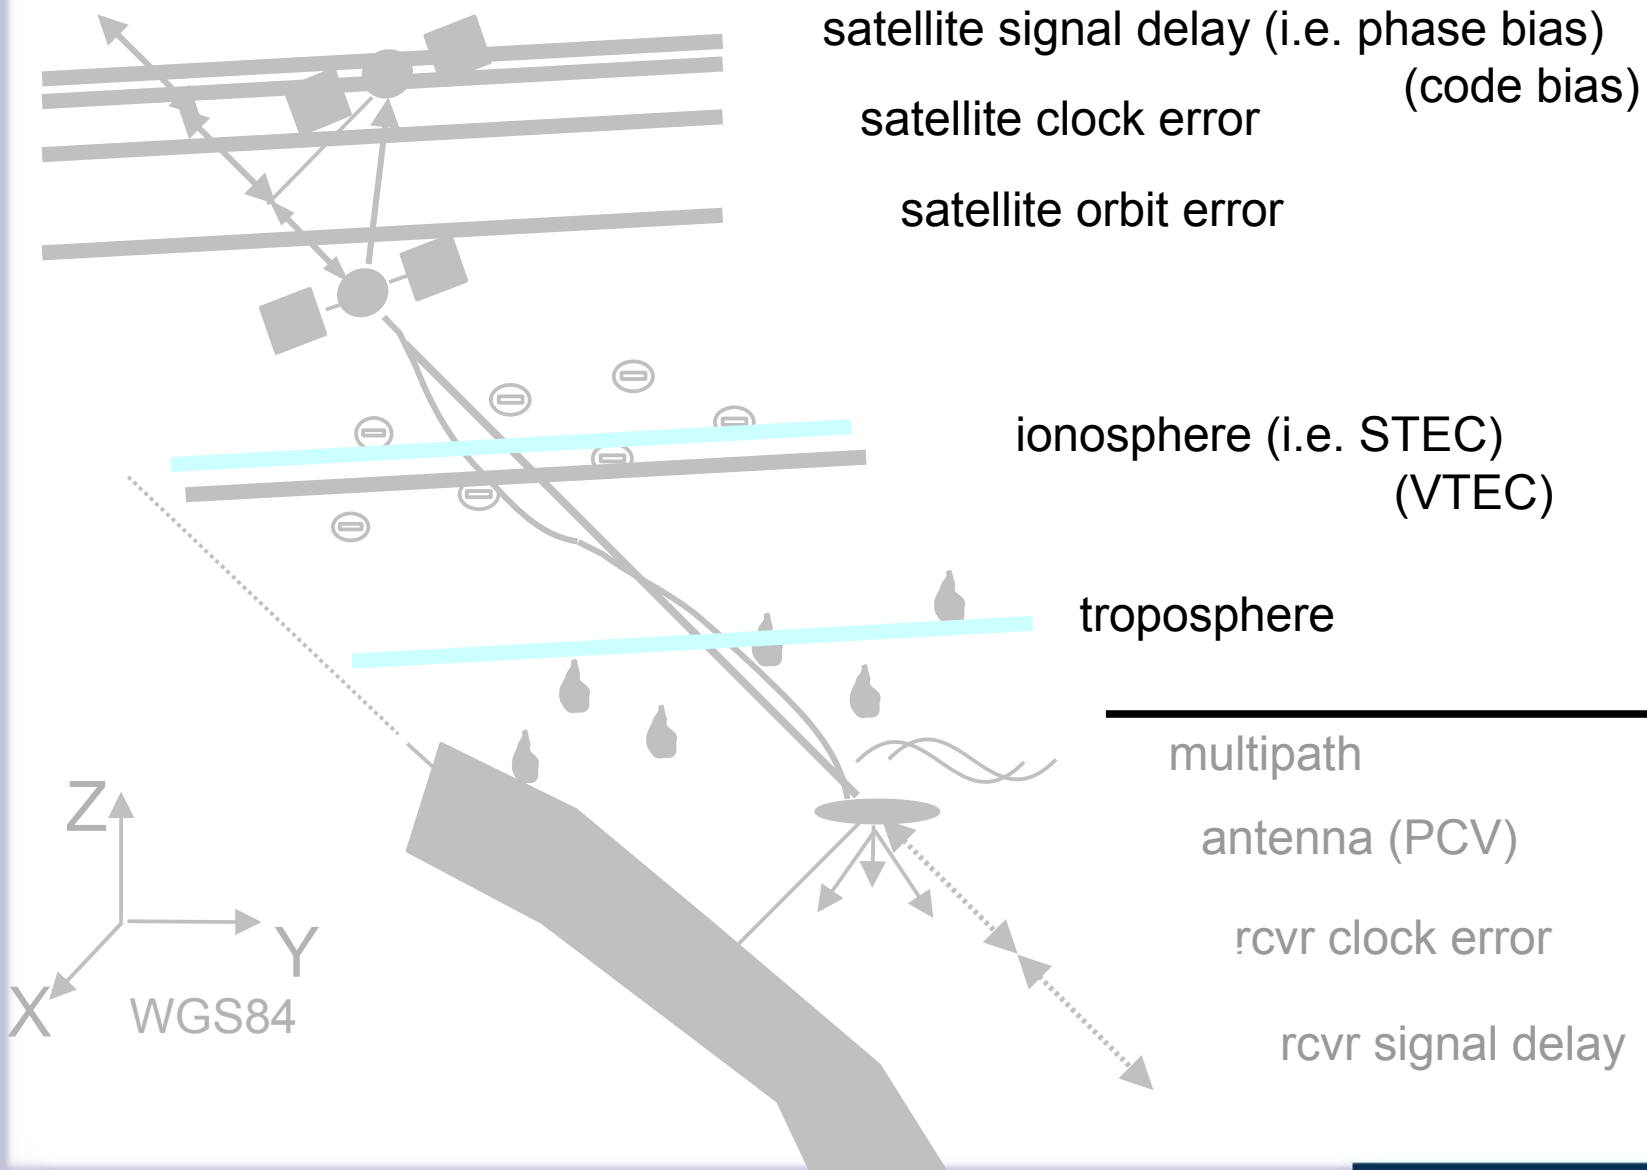 satellite signal delay (i.e. phase bias)
(code bias)
satellite clock error
satellite orbit error
ionosphere (i.e. STEC)
(VTEC)
troposphere
multipath
antenna (PCV)
rcvr clock error
rcvr signal delay
Z
Y
X
WGS84